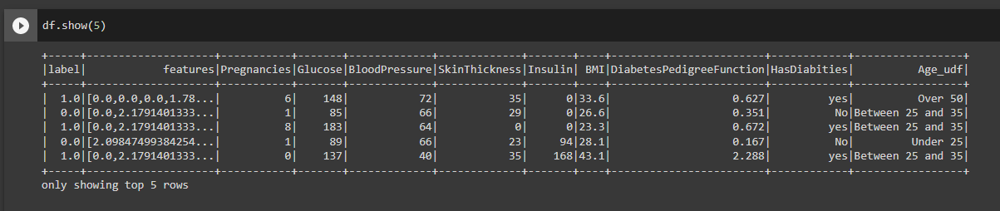 df.show(5)
+-----+--------------------+-----------+-------+-------------+-------------+-------+----+------------------------+------------+-----------------+
|label|            features|Pregnancies|Glucose|BloodPressure|SkinThickness|Insulin| BMI|DiabetesPedigreeFunction|HasDiabities|          Age_udf|
+-----+--------------------+-----------+-------+-------------+-------------+-------+----+------------------------+------------+-----------------+
|  1.0|[0.0,0.0,0.0,1.78...|          6|    148|           72|           35|      0|33.6|                   0.627|         yes|          Over 50|
|  0.0|[0.0,2.1791401333...|          1|     85|           66|           29|      0|26.6|                   0.351|          No|Between 25 and 35|
|  1.0|[0.0,2.1791401333...|          8|    183|           64|            0|      0|23.3|                   0.672|         yes|Between 25 and 35|
|  0.0|[2.09847499384254...|          1|     89|           66|           23|     94|28.1|                   0.167|          No|         Under 25|
|  1.0|[0.0,2.1791401333...|          0|    137|           40|           35|    168|43.1|                   2.288|         yes|Between 25 and 35|
+-----+--------------------+-----------+-------+-------------+-------------+-------+----+------------------------+------------+-----------------+
only showing top 5 rows